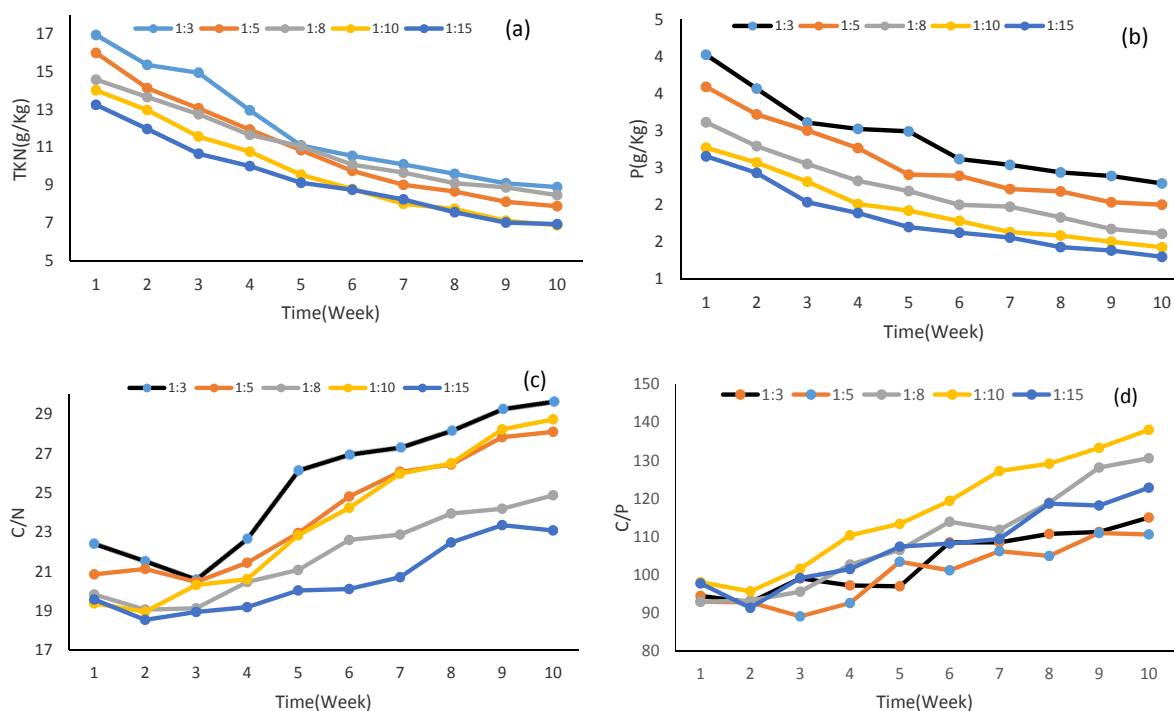 1:3 1:5 1:8 1:10 1:15
(a)
17
15
13
11
9
7
5
TKN(g/Kg)
1 2 3 4 5 6 7 8 9 10
Time(Week)
1:3 1:5 1:8 1:10 1:15
(b)
5
4
4
3
3
2
2
1
P(g/Kg)
1 2 3 4 5 6 7 8 9 10
Time(Week)
1:3 1:5 1:8 1:10 1:15
(c)
29
27
25
23
21
19
17
C/N
1 2 3 4 5 6 7 8 9 10
Time(Week)
1:3 1:5 1:8 1:10 1:15
(d)
150
140
130
120
110
100
90
80
C/P
1 2 3 4 5 6 7 8 9 10
Time(Week)